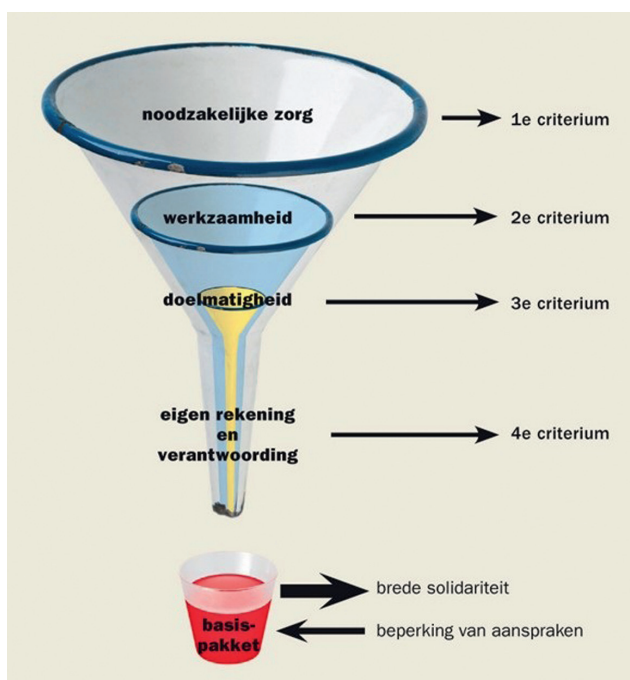 noodzakelijke zorg
1e criterium
werkzaamheid
2e criterium
doelmatigheid
3e criterium
eigen rekening
en
verantwoording
4e criterium
basis-
pakket
brede solidariteit
beperking van aanspraken